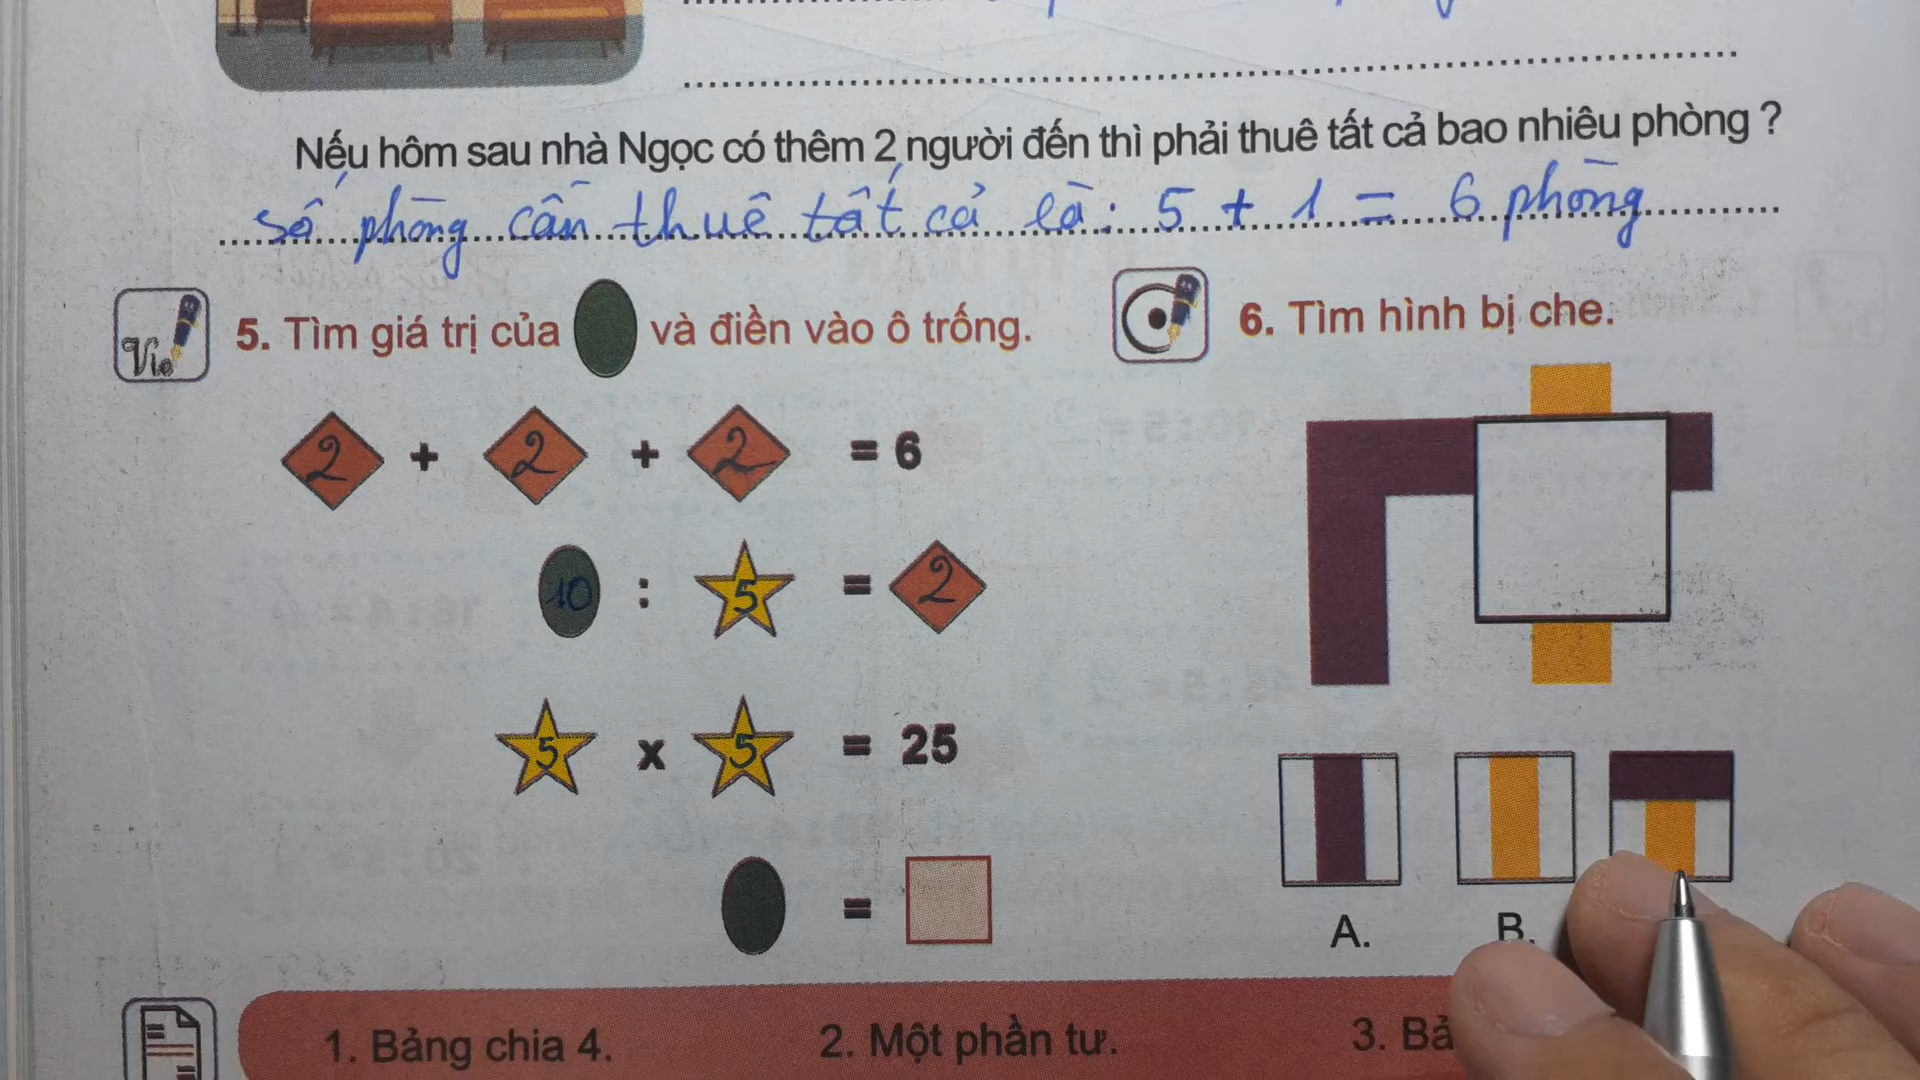 Nếu hôm sau nhà Ngọc có thêm 2 người đến thì phải thuê tất cả bao nhiêu phòng ?
số phòng cần thuê tất cả là: 5 + 1 = 6 phòng
Vio
5. Tìm giá trị của và điền vào ô trống.
2 + 2 + 2 = 6
10 : 5 = 2
5 x 5 = 25
=
6. Tìm hình bị che.
A. B.
1. Bảng chia 4. 2. Một phần tư. 3.